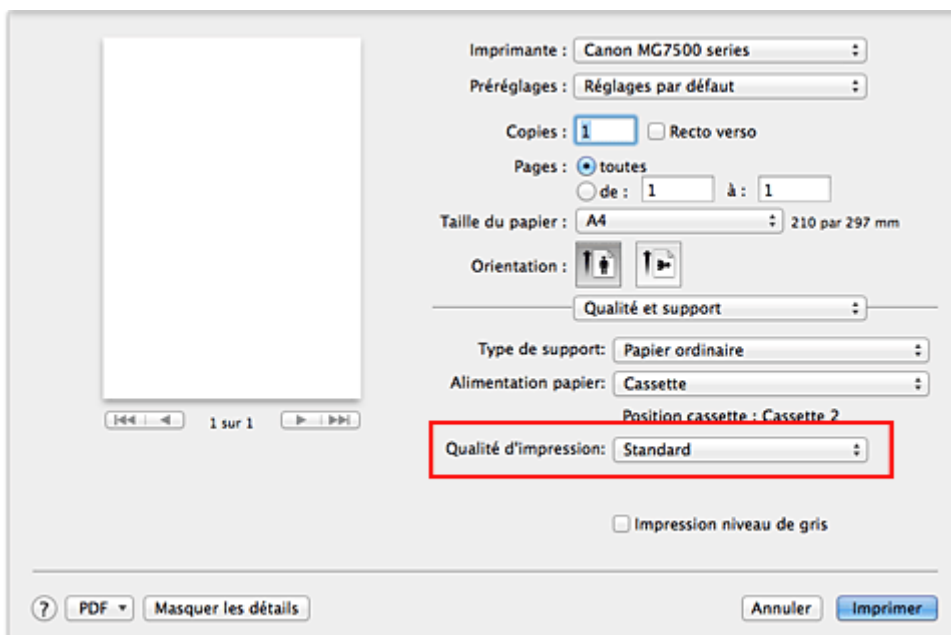 Imprimante : Canon MG7500 series
Préréglages : Réglages par défaut
Copies : 1 Recto verso
Pages : toutes
de : 1 à : 1
Taille du papier : A4 210 par 297 mm
Orientation :
Qualité et support
Type de support: Papier ordinaire
Alimentation papier: Cassette
Position cassette : Cassette 2
1 sur 1
Qualité d'impression: Standard
Impression niveau de gris
? PDF Masquer les détails Annuler Imprimer